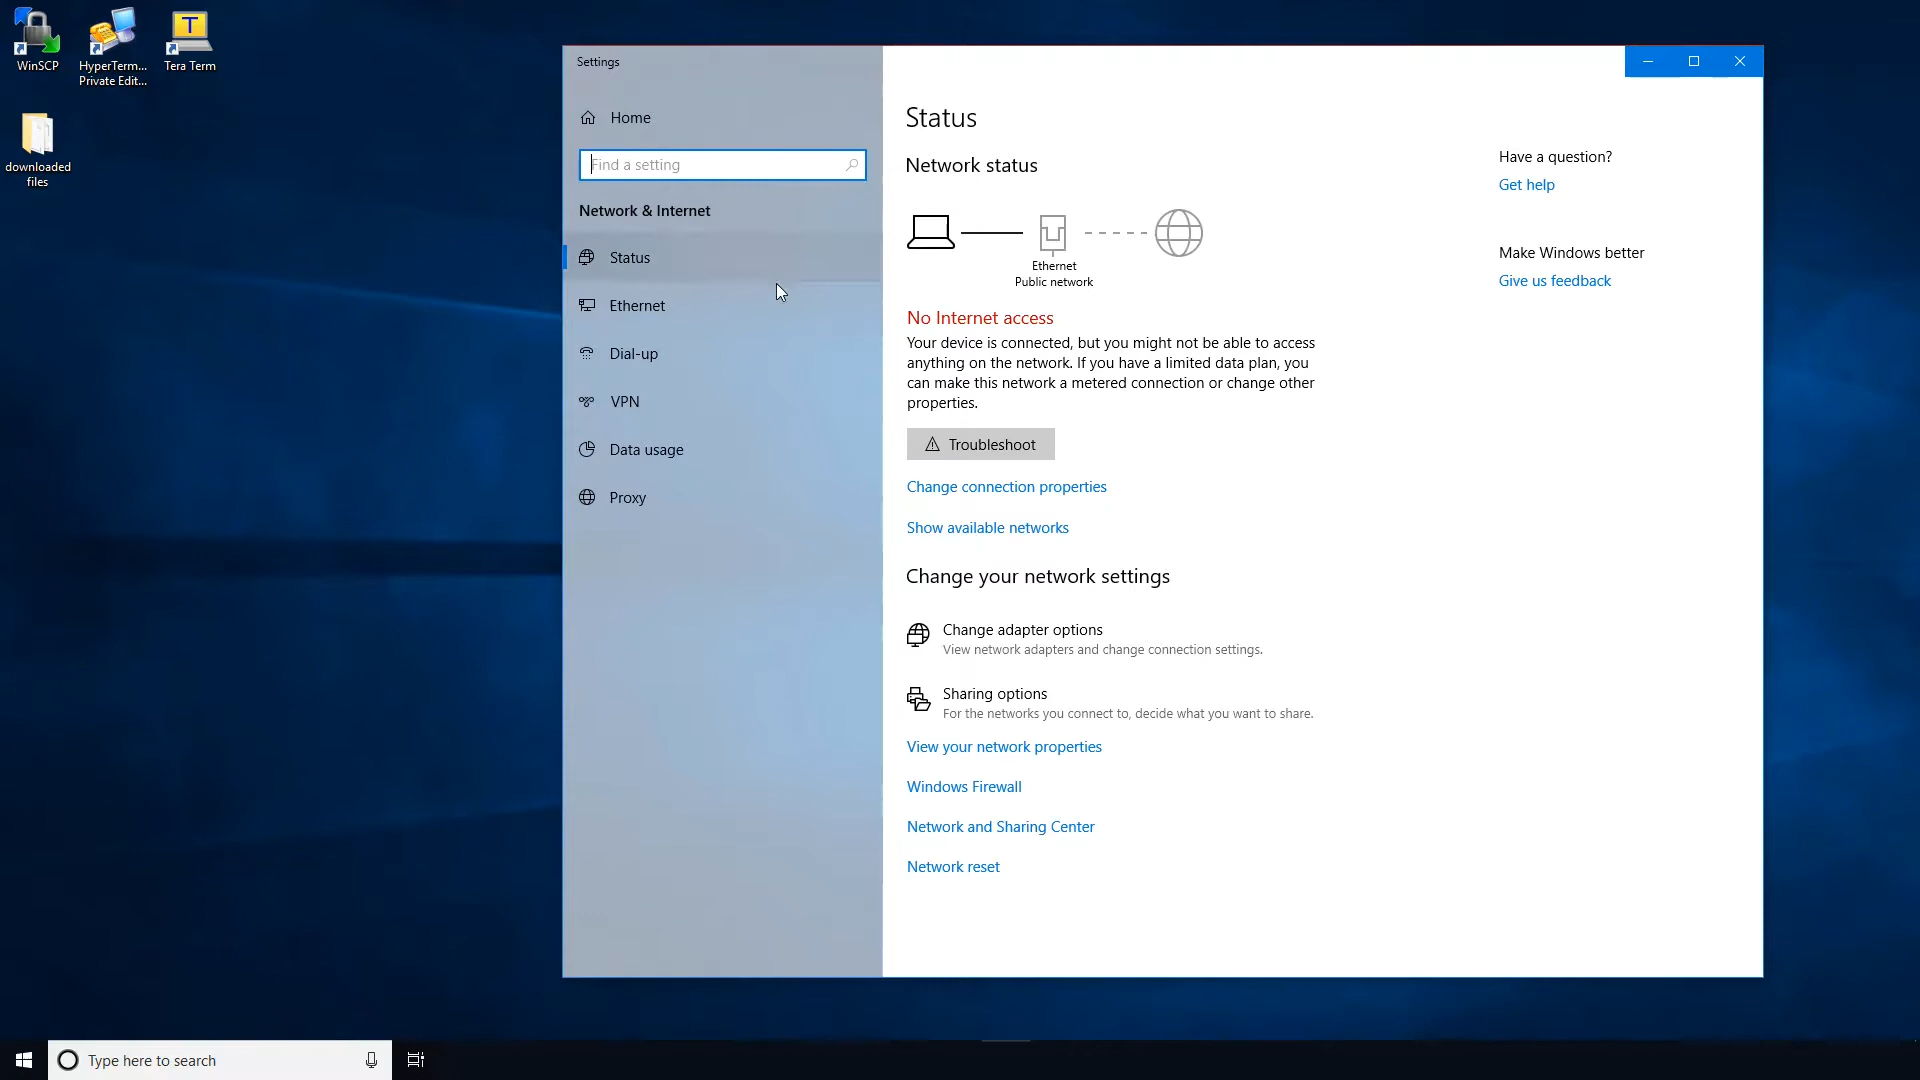 WinSCP
HyperTerm...
Private Edit...
Tera Term
downloaded
files
Settings
Home
Find a setting
Network & Internet
Status
Ethernet
Dial-up
VPN
Data usage
Proxy
Status
Network status
Ethernet
Public network
No Internet access
Your device is connected, but you might not be able to access
anything on the network. If you have a limited data plan, you
can make this network a metered connection or change other
properties.
Troubleshoot
Change connection properties
Show available networks
Change your network settings
Change adapter options
View network adapters and change connection settings.
Sharing options
For the networks you connect to, decide what you want to share.
View your network properties
Windows Firewall
Network and Sharing Center
Network reset
Have a question?
Get help
Make Windows better
Give us feedback
Type here to search